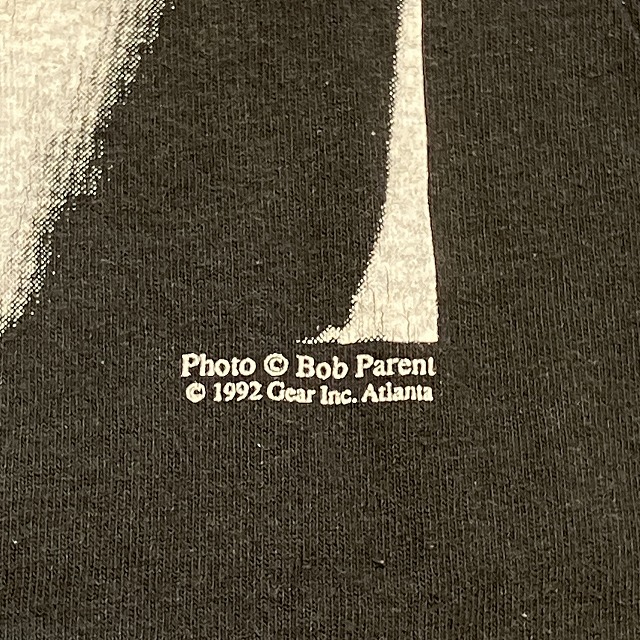 Photo © Bob Parent
© 1992 Gear Inc. Atlanta